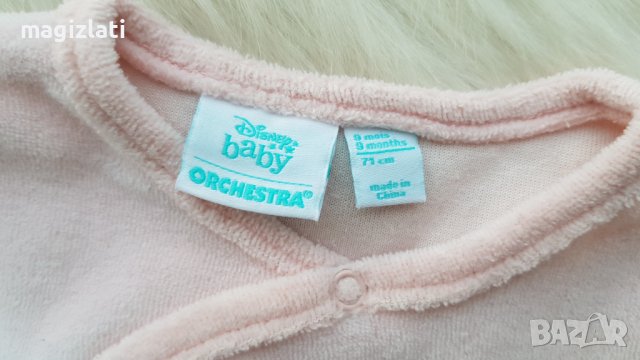 magizlati
Disney
baby
ORCHESTRA®
9 mois
9 months
71 cm
made in
China
BAZAR